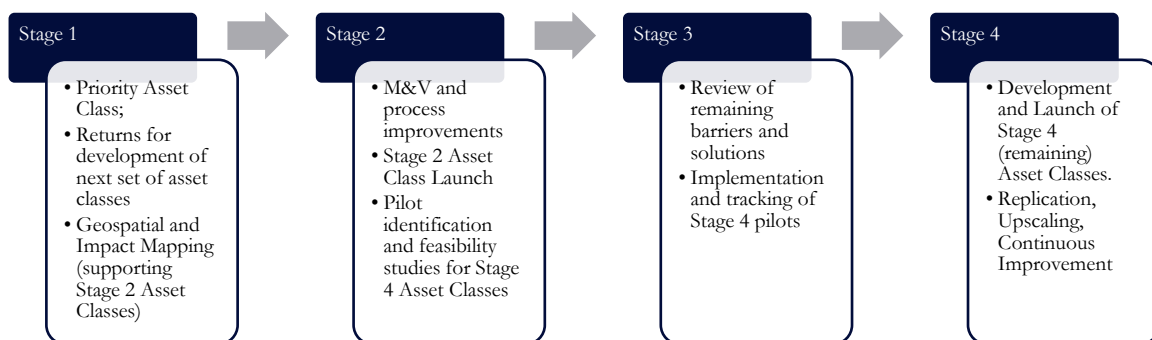 Stage 1
• Priority Asset
Class;
• Returns for
development of
next set of asset
classes
• Geospatial and
Impact Mapping
(supporting
Stage 2 Asset
Classes)
Stage 2
• M&V and
process
improvements
• Stage 2 Asset
Class Launch
• Pilot
identification
and feasibility
studies for Stage
4 Asset Classes
Stage 3
• Review of
remaining
barriers and
solutions
• Implementation
and tracking of
Stage 4 pilots
Stage 4
• Development
and Launch of
Stage 4
(remaining)
Asset Classes.
• Replication,
Upscaling,
Continuous
Improvement